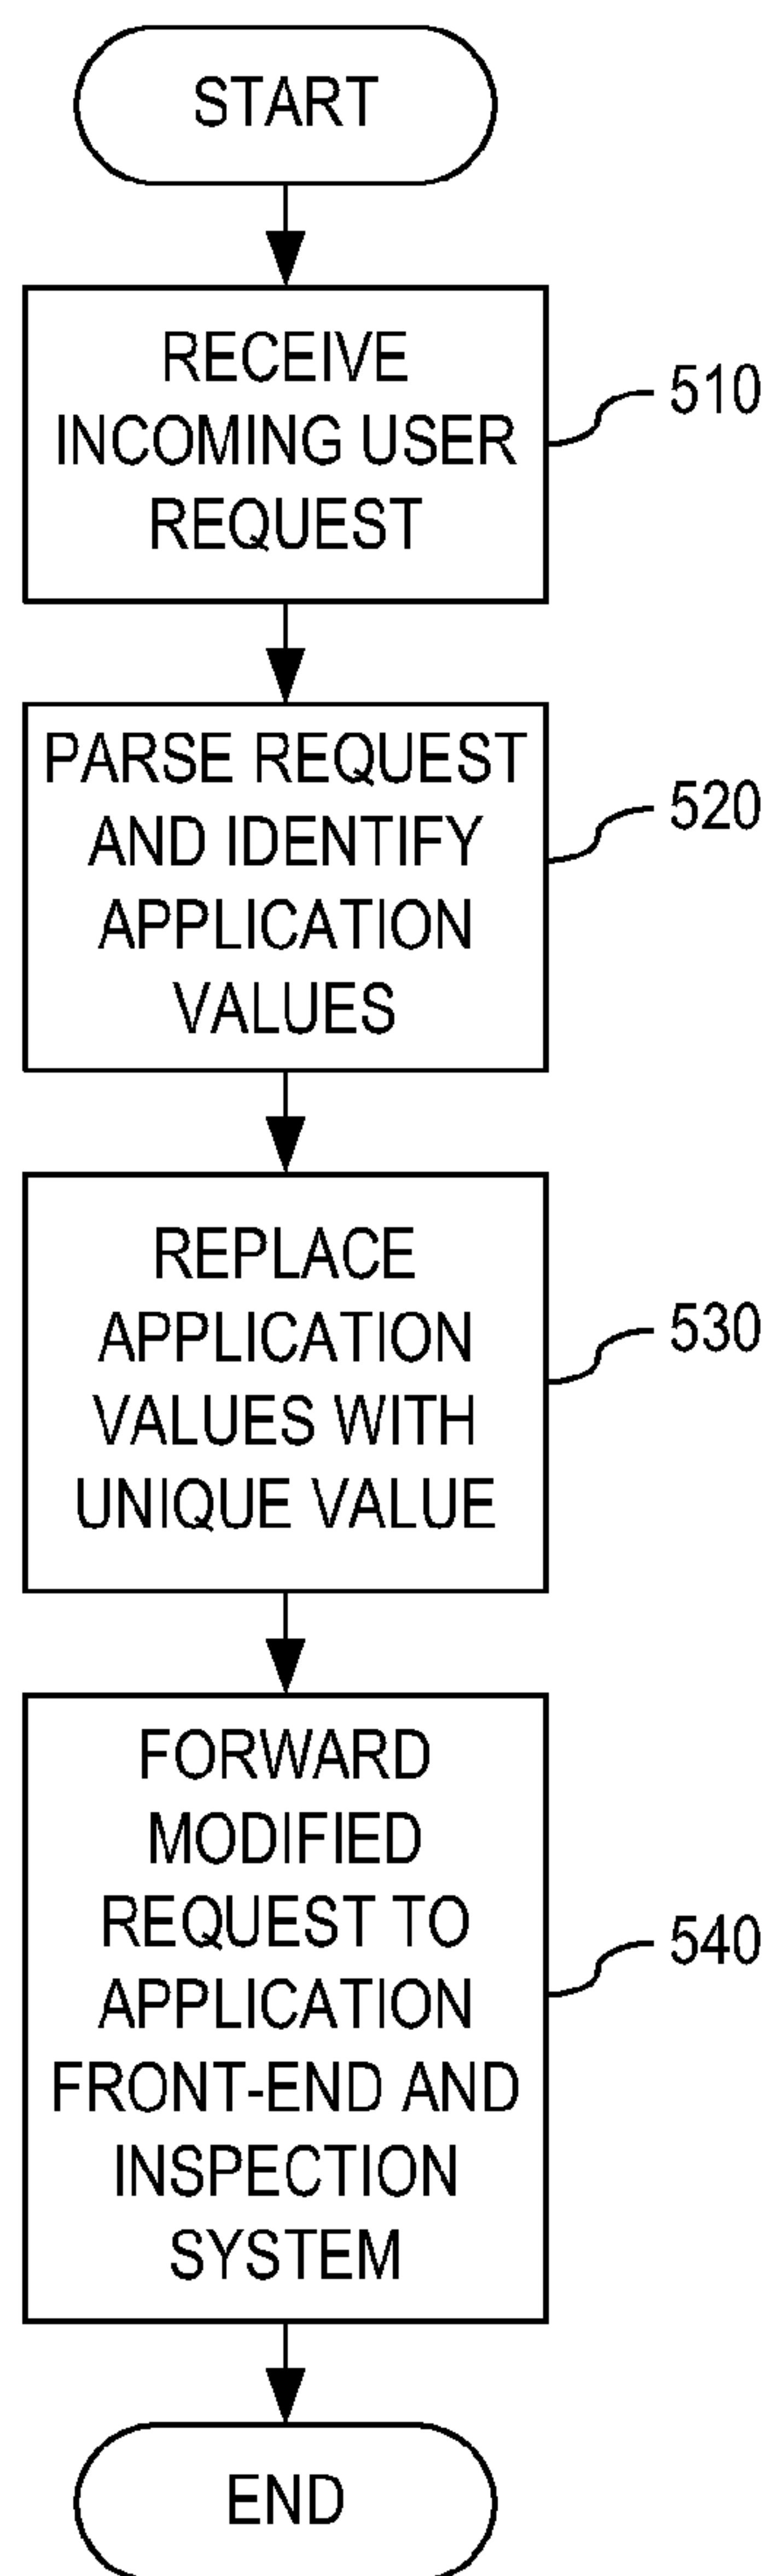 START
RECEIVE
INCOMING USER
REQUEST
510
PARSE REQUEST
AND IDENTIFY
APPLICATION
VALUES
520
REPLACE
APPLICATION
VALUES WITH
UNIQUE VALUE
530
FORWARD
MODIFIED
REQUEST TO
APPLICATION
FRONT-END AND
INSPECTION
SYSTEM
540
END